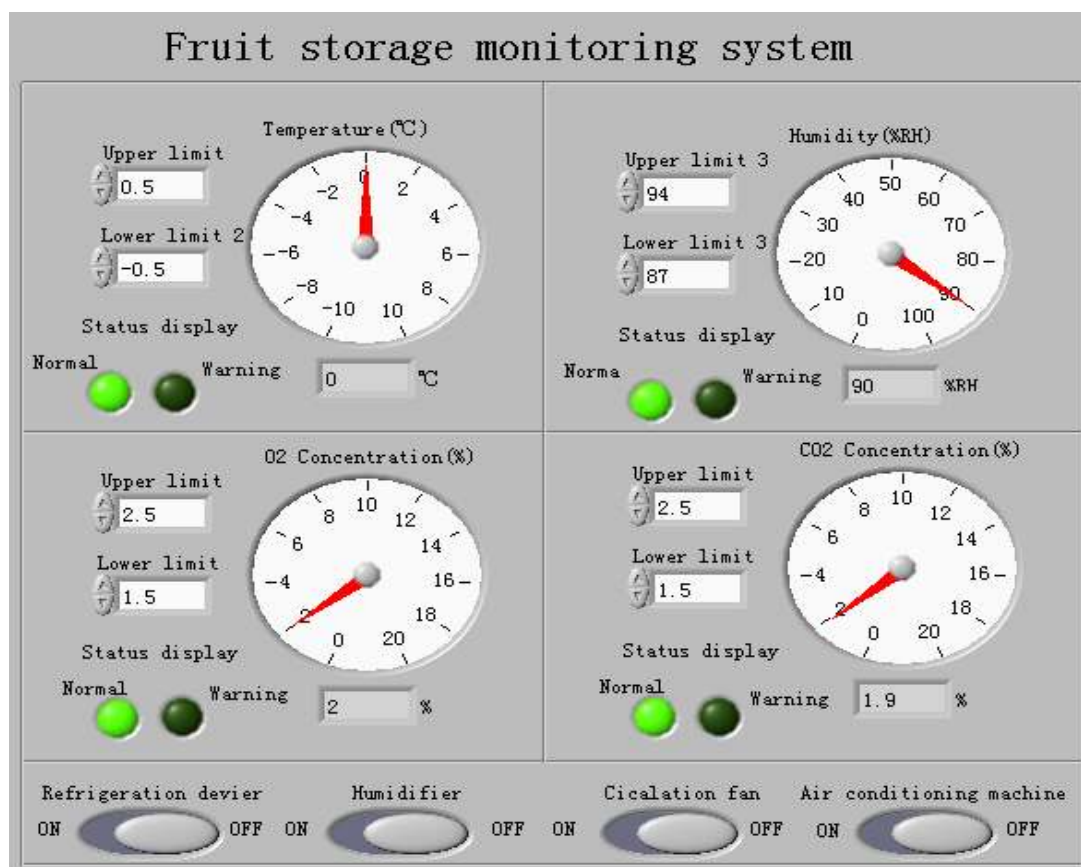 Fruit storage monitoring system
Temperature(℃)
Upper limit
0.5
Lower limit 2
-0.5
-10 -8 -6 -4 -2 0 2 4 6 8 10
Status display
Normal Warning 0 ℃
Humidity(%RH)
Upper limit 3
94
Lower limit 3
87
0 10 20 30 40 50 60 70 80 90 100
Status display
Norma Warning 90 %RH
O2 Concentration(%)
Upper limit
2.5
Lower limit
1.5
0 2 4 6 8 10 12 14 16 18 20
Status display
Normal Warning 2 %
CO2 Concentration(%)
Upper limit
2.5
Lower limit
1.5
0 2 4 6 8 10 12 14 16 18 20
Status display
Normal Warning 1.9 %
Refrigeration devier Humidifier Cicalation fan Air conditioning machine
ON OFF ON OFF ON OFF ON OFF